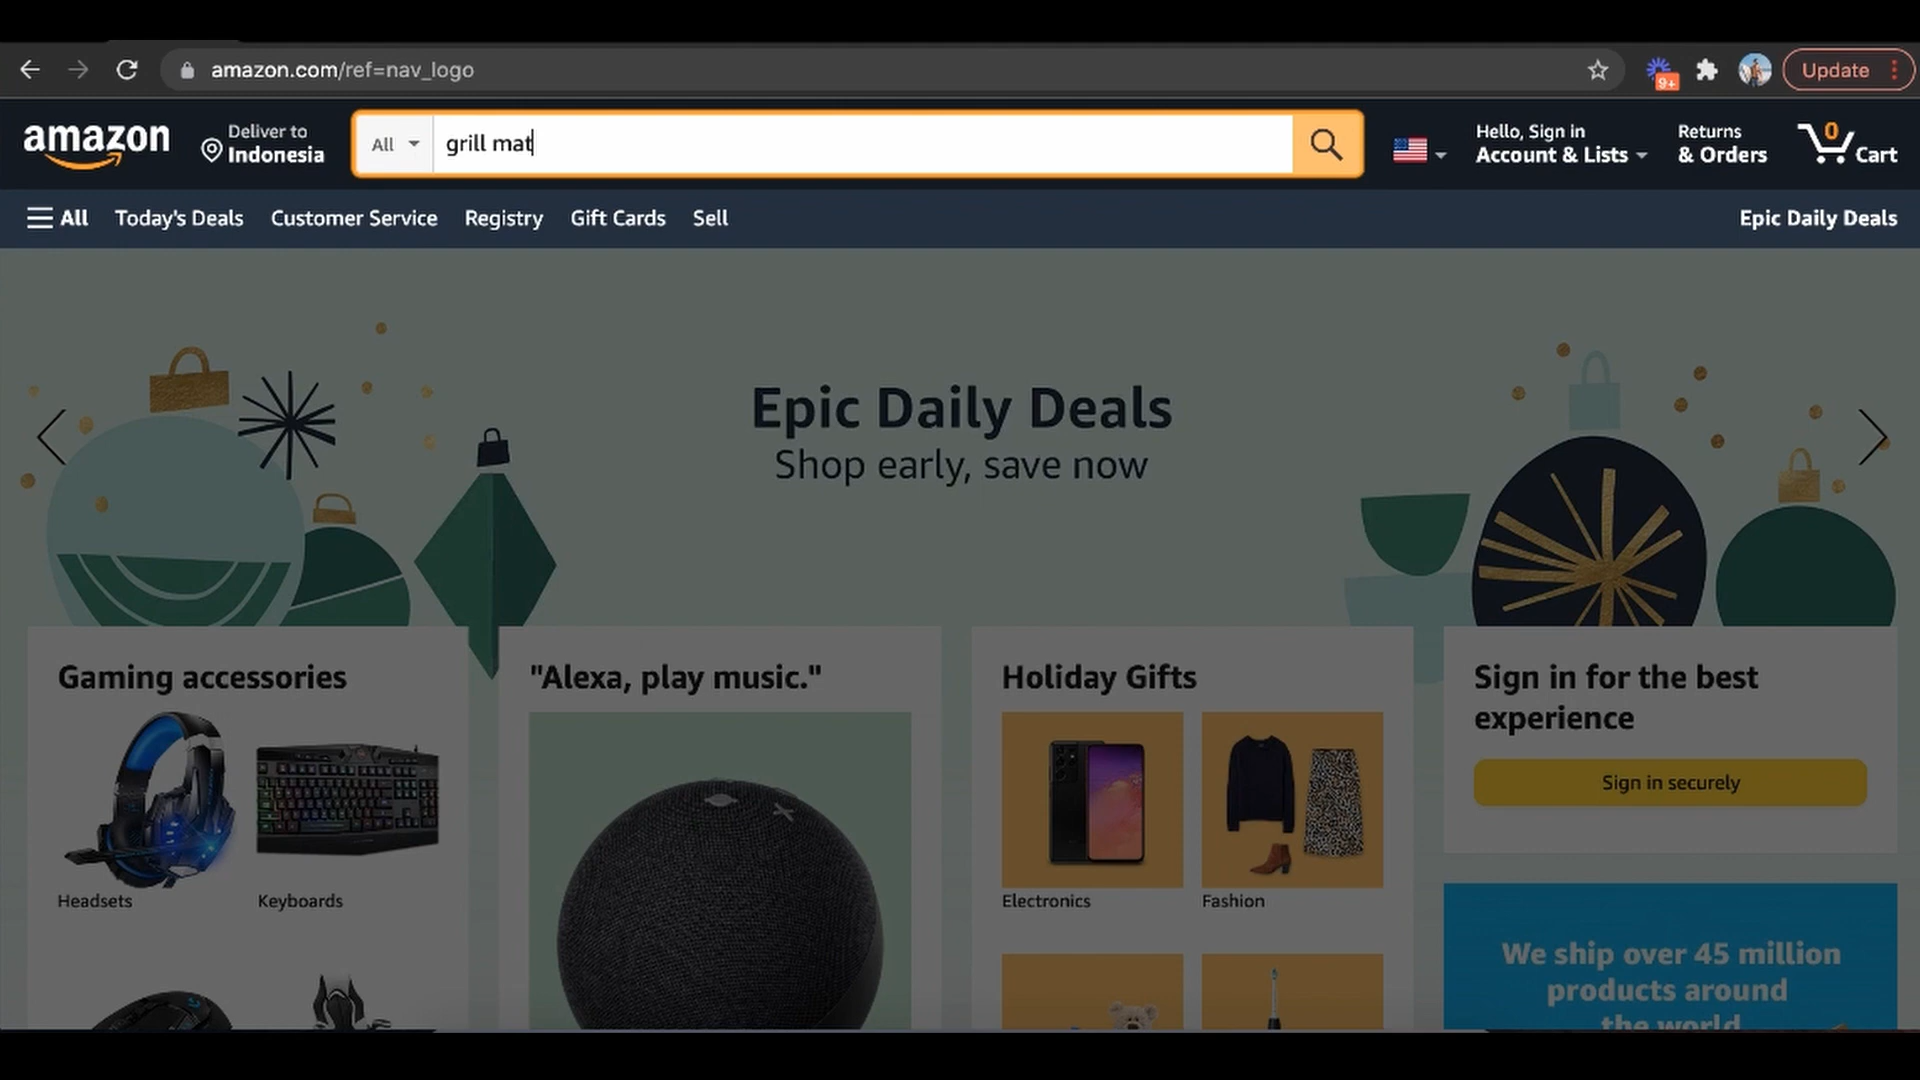 amazon.com/ref=nav_logo
9+
Update
amazon
Deliver to
Indonesia
All
grill mat
Hello, Sign in
Account & Lists
Returns
& Orders
0
Cart
All
Today's Deals
Customer Service
Registry
Gift Cards
Sell
Epic Daily Deals
Epic Daily Deals
Shop early, save now
Gaming accessories
Headsets
Keyboards
"Alexa, play music."
Holiday Gifts
Electronics
Fashion
Sign in for the best
experience
Sign in securely
We ship over 45 million
products around
the world